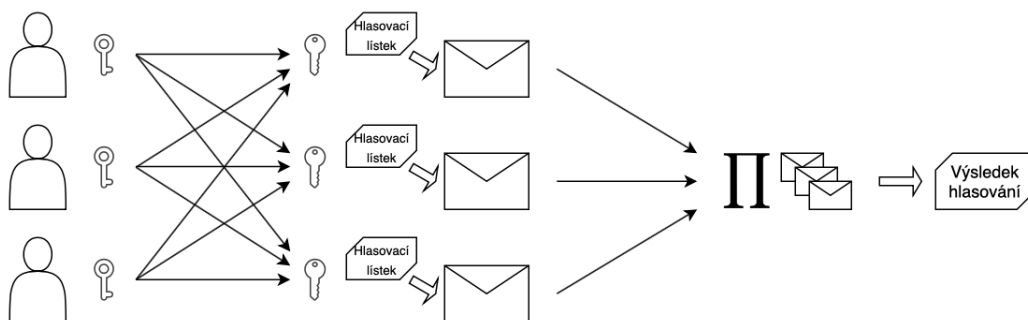 Hlasovací
lístek
Hlasovací
lístek
Hlasovací
lístek
∏
Výsledek
hlasování